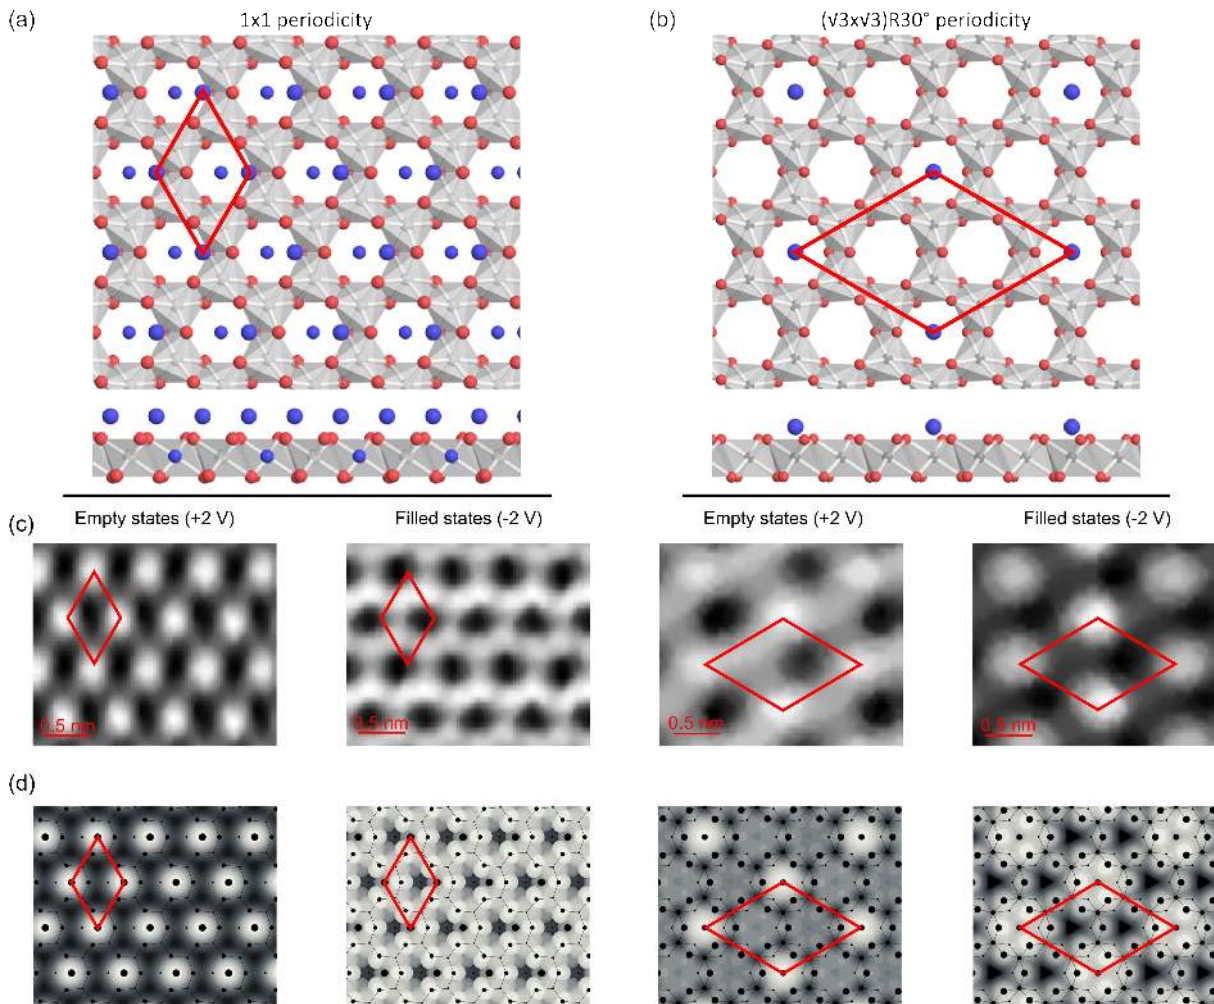 (a)
1x1 periodicity
(b)
(√3x√3)R30° periodicity
(c)
Empty states (+2 V)
Filled states (-2 V)
Empty states (+2 V)
Filled states (-2 V)
0.5 nm
0.5 nm
0.5 nm
0.5 nm
(d)